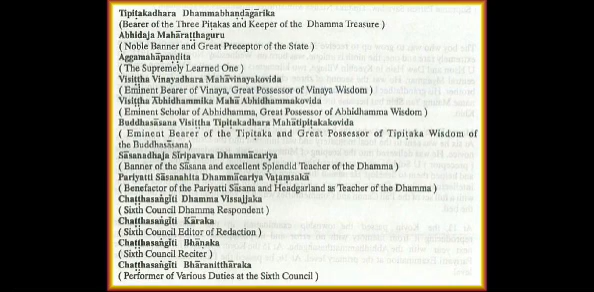 Tipiṭakadhara Dhammabhaṇḍāgārika
(Bearer of the Three Piṭakas and Keeper of the Dhamma Treasure )
Abhidaja Mahāraṭṭhaguru
( Noble Banner and Great Preceptor of the State )
Aggamahāpaṇḍita
( The Supremely Learned One )
Visiṭṭha Vinayadhara Mahāvinayakovida
( Eminent Bearer of Vinaya, Great Possessor of Vinaya Wisdom )
Visiṭṭha Ābhidhammika Mahā Abhidhammakovida
( Eminent Scholar of Abhidhamma, Great Possessor of Abhidhamma Wisdom )
Buddhasāsana Visiṭṭha Tipiṭakadhara Mahātipiṭakakovida
( Eminent Bearer of the Tipiṭaka and Great Possessor of Tipiṭaka Wisdom of
the Buddhasāsana)
Sāsanadhaja Sīripavara Dhammācariya
( Banner of the Sāsana and excellent Splendid Teacher of the Dhamma )
Pariyatti Sāsanahita Dhammācariya Vaṭaṃsakā
( Benefactor of the Pariyatti Sāsana and Headgarland as Teacher of the Dhamma )
Chaṭṭhasaṅgīti Dhamma Vissajjaka
( Sixth Council Dhamma Respondent )
Chaṭṭhasaṅgīti Kāraka
( Sixth Council Editor of Redaction )
Chaṭṭhasaṅgīti Bhāṇaka
( Sixth Council Reciter )
Chaṭṭhasaṅgīti Bhāranittharaka
( Performer of Various Duties at the Sixth Council )